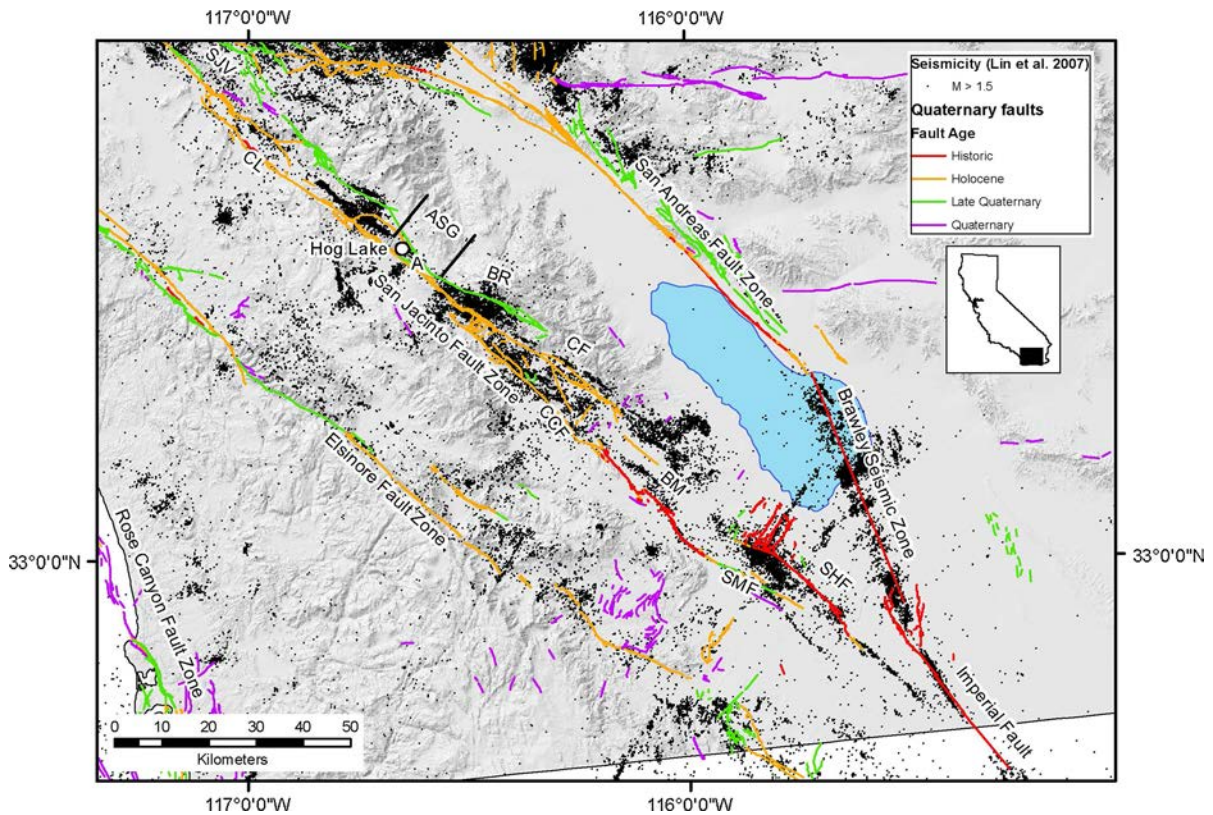 117°0'0"W
116°0'0"W
Seismicity (Lin et al. 2007)
M > 1.5
Quaternary faults
Fault Age
Historic
Holocene
Late Quaternary
Quaternary
SJV
CL
San Andreas Fault Zone
ASG
Hog Lake
A
BR
San Jacinto Fault Zone
CF
CCF
Brawley Seismic Zone
Elsinore Fault Zone
BM
Rose Canyon Fault Zone
33°0'0"N
33°0'0"N
SHF
SMF
Imperial Fault
0 10 20 30 40 50
Kilometers
117°0'0"W
116°0'0"W